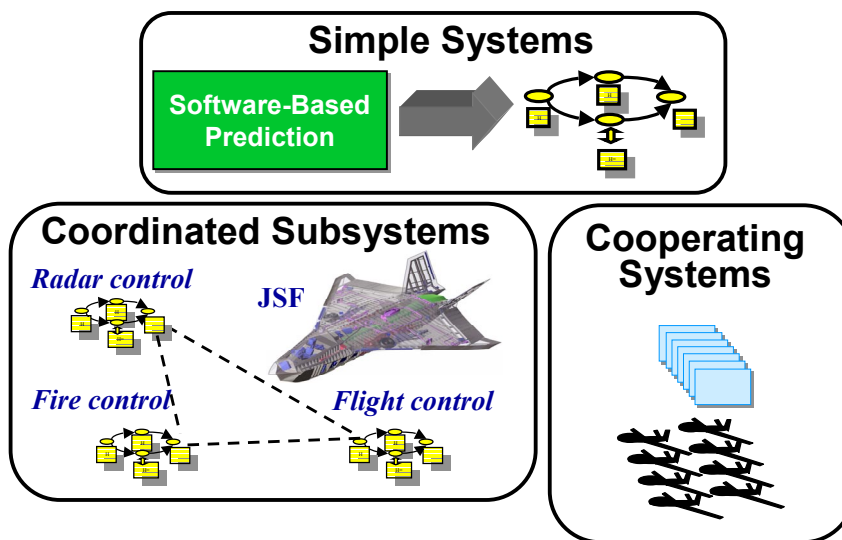 Simple Systems
Software-Based
Prediction
Coordinated Subsystems
Radar control
JSF
Fire control
Flight control
Cooperating
Systems